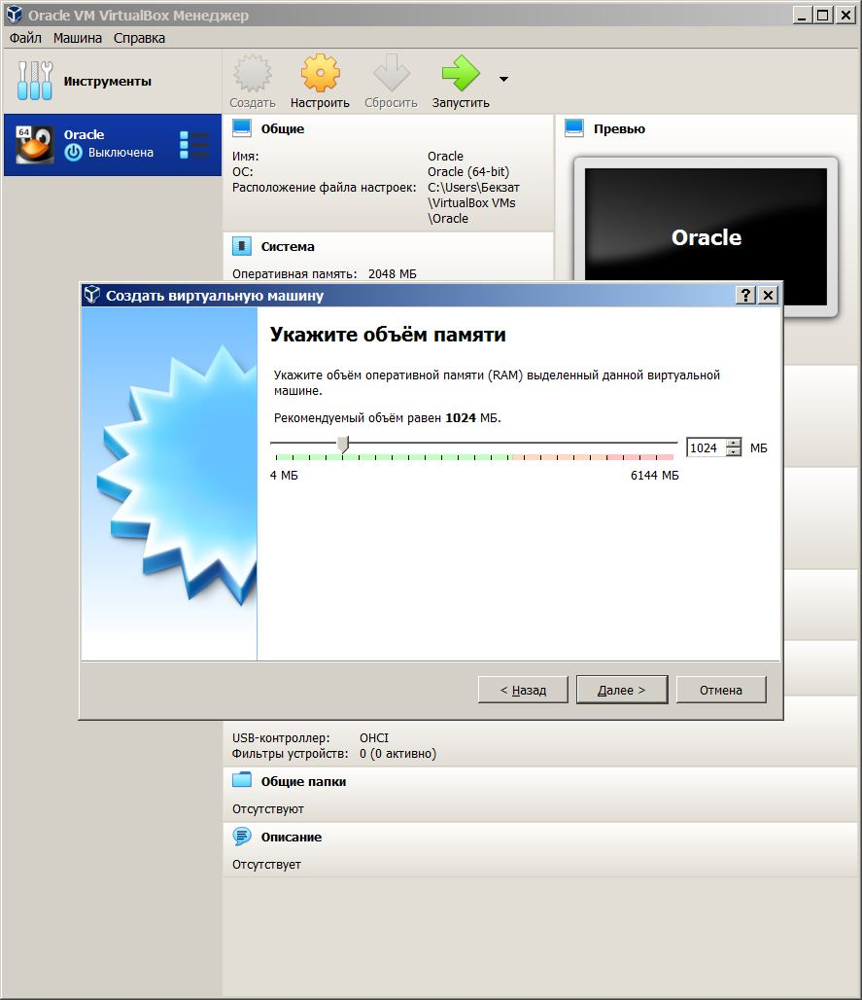 Oracle VM VirtualBox Менеджер
Файл Машина Справка
Инструменты
Создать Настроить Сбросить Запустить
64
Oracle
Выключена
Общие
Имя: Oracle
ОС: Oracle (64-bit)
Расположение файла настроек: C:\Users\Бекзат
\VirtualBox VMs
\Oracle
Система
Оперативная память: 2048 МБ
Превью
Oracle
Создать виртуальную машину
?
Укажите объём памяти
Укажите объём оперативной памяти (RAM) выделенный данной виртуальной
машине.
Рекомендуемый объём равен 1024 МБ.
1024 МБ
4 МБ 6144 МБ
< Назад Далее > Отмена
USB-контроллер: OHCI
Фильтры устройств: 0 (0 активно)
Общие папки
Отсутствуют
Описание
Отсутствует